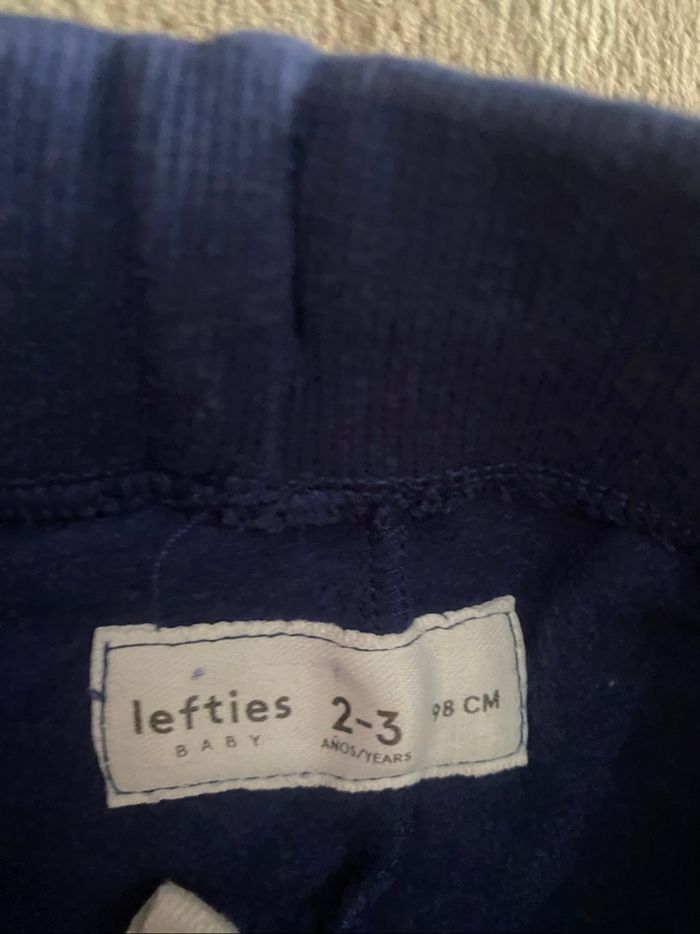 lefties
BABY
2-3
AÑOS/YEARS
98 CM